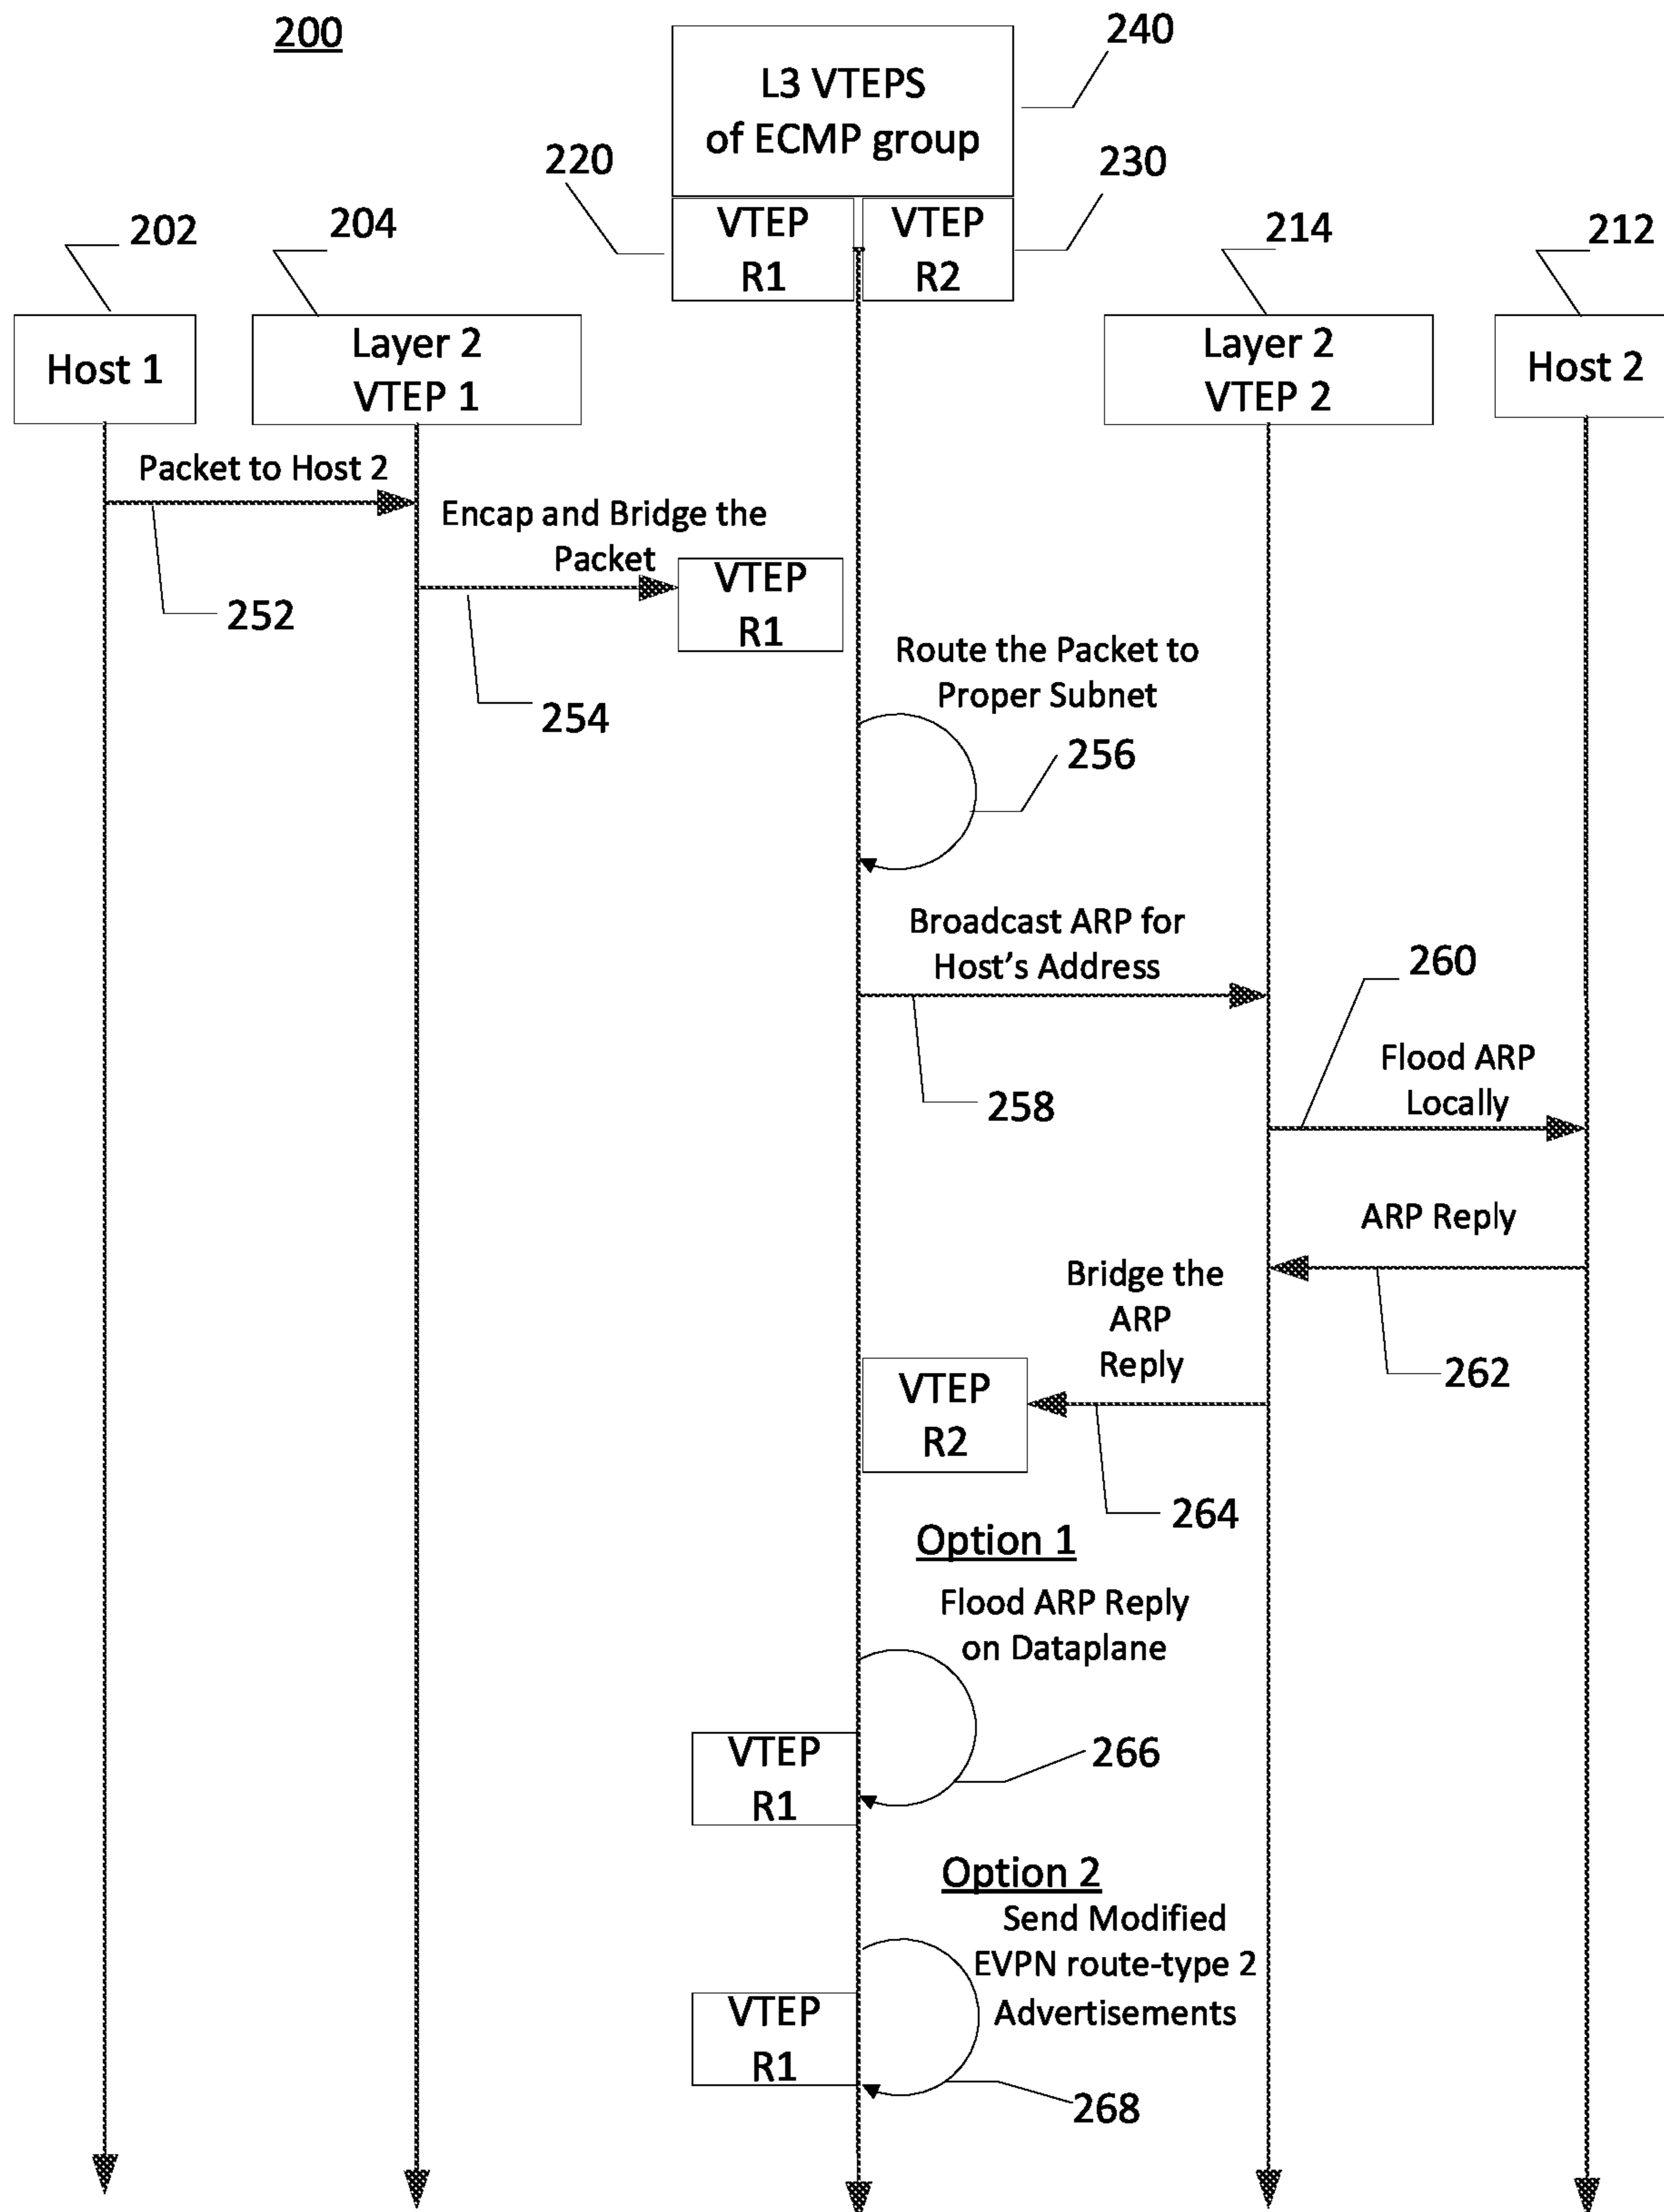 200
240
L3 VTEPS
of ECMP group
220
230
VTEP
R1
VTEP
R2
202
204
214
212
Host 1
Layer 2
VTEP 1
Layer 2
VTEP 2
Host 2
Packet to Host 2
252
Encap and Bridge the
Packet
VTEP
R1
254
Route the Packet to
Proper Subnet
256
Broadcast ARP for
Host's Address
258
260
Flood ARP
Locally
ARP Reply
262
Bridge the
ARP
Reply
VTEP
R2
264
Option 1
Flood ARP Reply
on Dataplane
VTEP
R1
266
Option 2
Send Modified
EVPN route-type 2
Advertisements
VTEP
R1
268